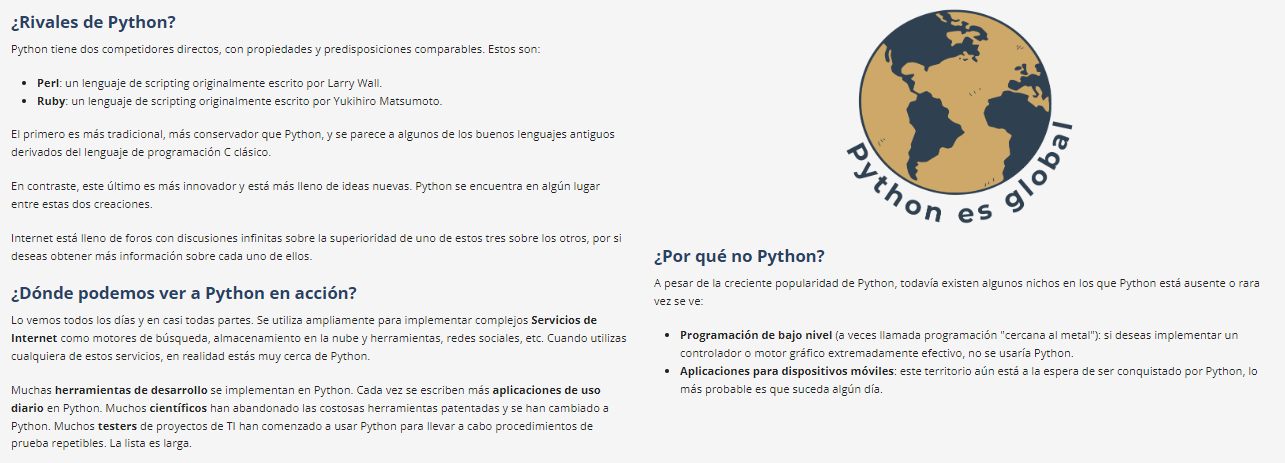 ¿Rivales de Python?
Python tiene dos competidores directos, con propiedades y predisposiciones comparables. Estos son:
• Perl: un lenguaje de scripting originalmente escrito por Larry Wall.
• Ruby: un lenguaje de scripting originalmente escrito por Yukihiro Matsumoto.
El primero es más tradicional, más conservador que Python, y se parece a algunos de los buenos lenguajes antiguos
derivados del lenguaje de programación C clásico.
En contraste, este último es más innovador y está más lleno de ideas nuevas. Python se encuentra en algún lugar
entre estas dos creaciones.
Internet está lleno de foros con discusiones infinitas sobre la superioridad de uno de estos tres sobre los otros, por si
deseas obtener más información sobre cada uno de ellos.
¿Dónde podemos ver a Python en acción?
Lo vemos todos los días y en casi todas partes. Se utiliza ampliamente para implementar complejos Servicios de
Internet como motores de búsqueda, almacenamiento en la nube y herramientas, redes sociales, etc. Cuando utilizas
cualquiera de estos servicios, en realidad estás muy cerca de Python.
Muchas herramientas de desarrollo se implementan en Python. Cada vez se escriben más aplicaciones de uso
diario en Python. Muchos científicos han abandonado las costosas herramientas patentadas y se han cambiado a
Python. Muchos testers de proyectos de TI han comenzado a usar Python para llevar a cabo procedimientos de
prueba repetibles. La lista es larga.
Python es global
¿Por qué no Python?
A pesar de la creciente popularidad de Python, todavía existen algunos nichos en los que Python está ausente o rara
vez se ve:
• Programación de bajo nivel (a veces llamada programación "cercana al metal"): si deseas implementar un
controlador o motor gráfico extremadamente efectivo, no se usaría Python.
• Aplicaciones para dispositivos móviles: este territorio aún está a la espera de ser conquistado por Python, lo
más probable es que suceda algún día.